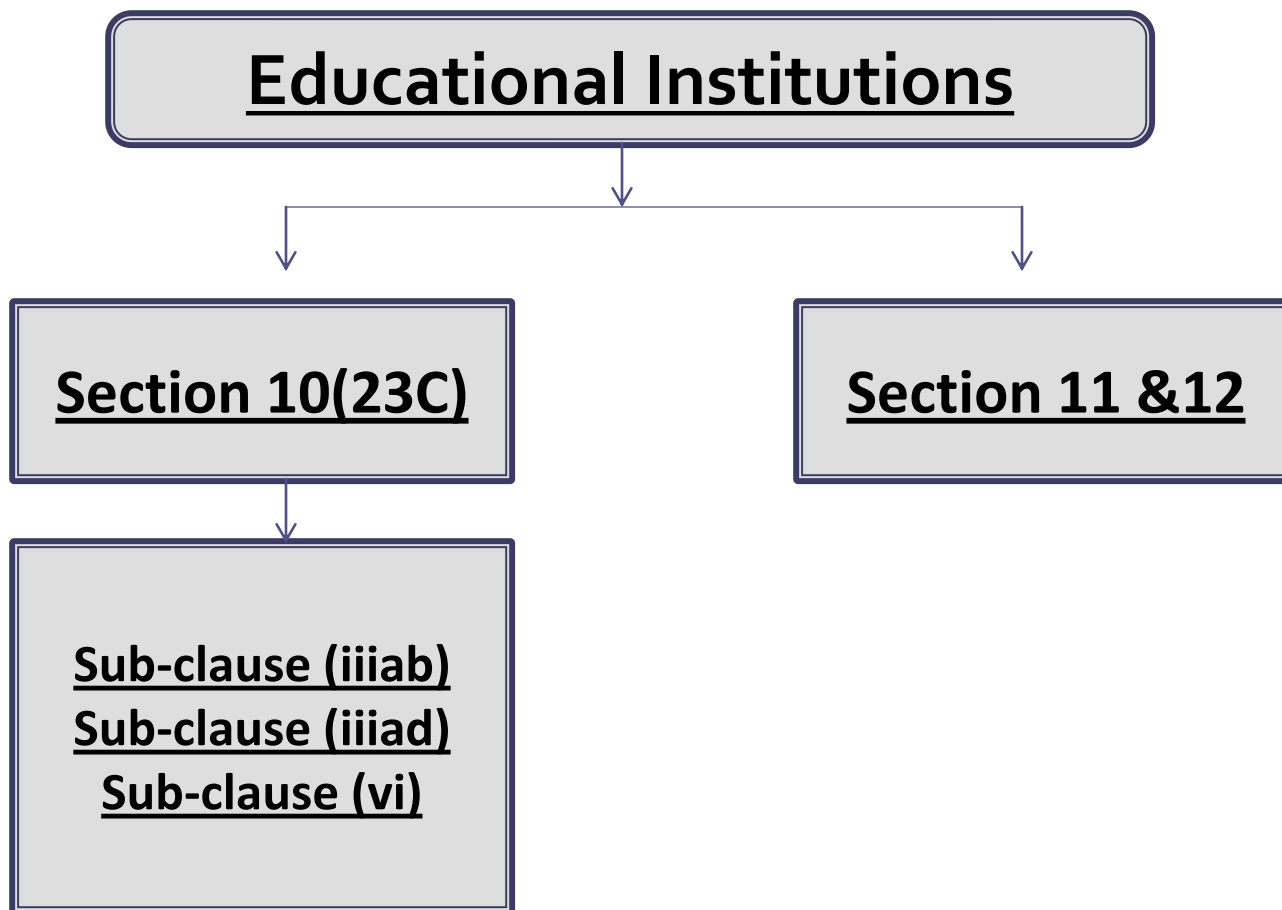 Educational Institutions
Section 10(23C)
Section 11 &12
Sub-clause (iiiab)
Sub-clause (iiiad)
Sub-clause (vi)